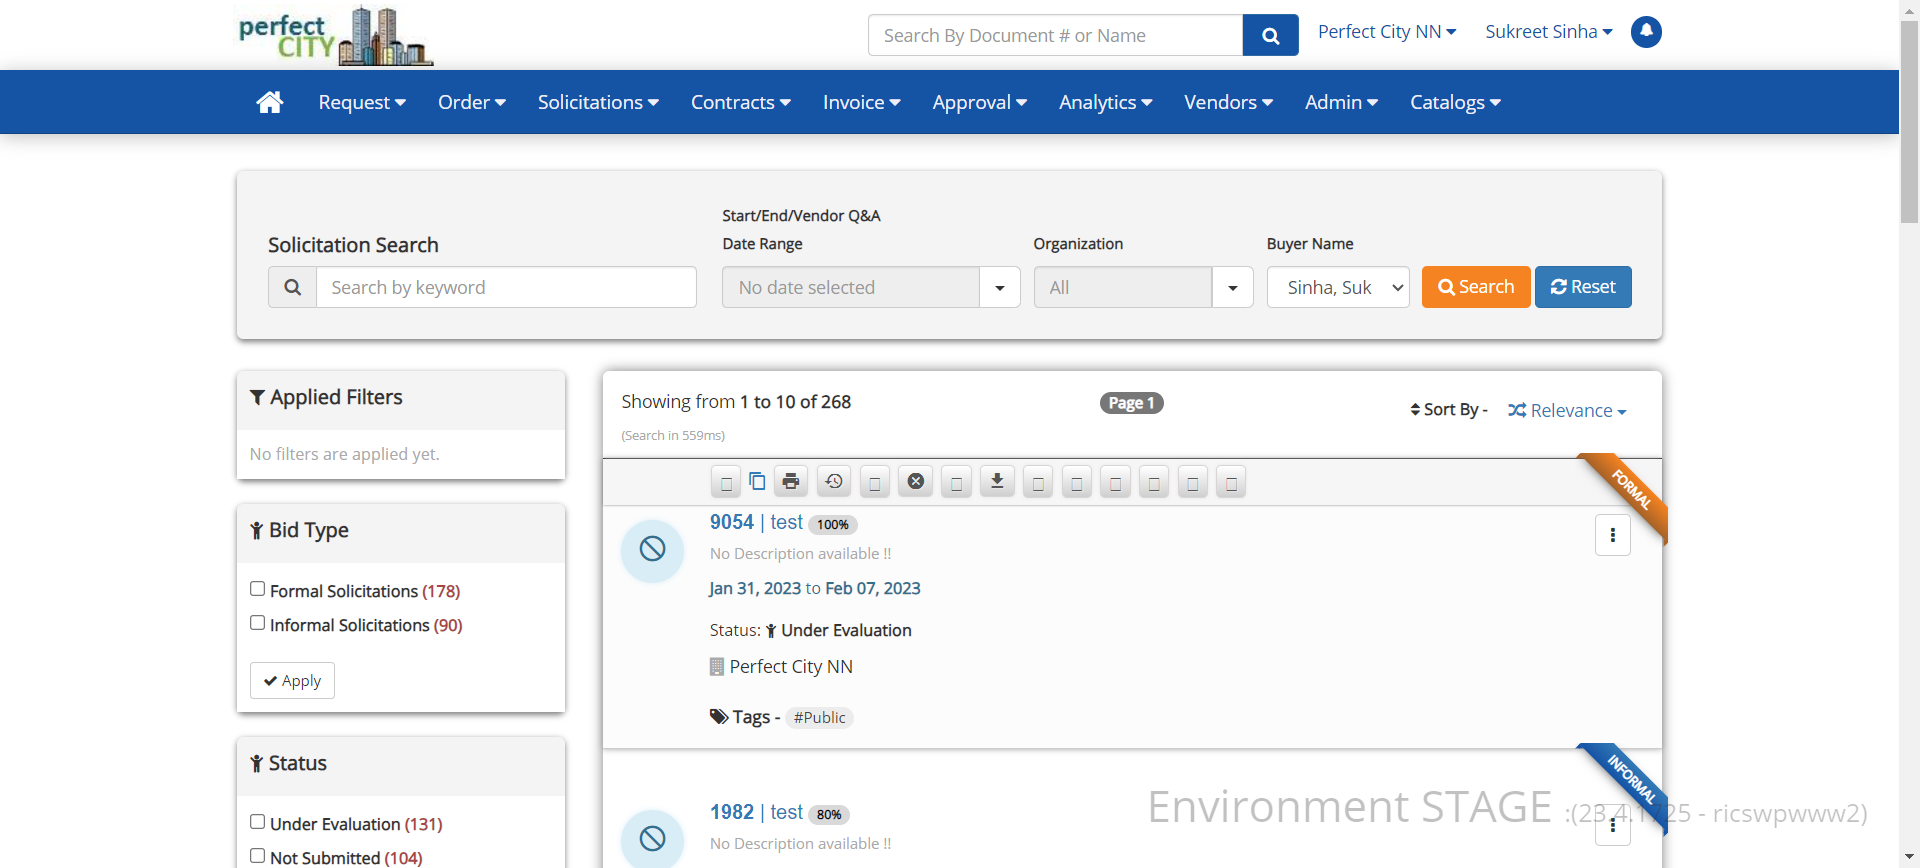 perfect
CITY
Search By Document # or Name
Perfect City NN
Sukreet Sinha
Request
Order
Solicitations
Contracts
Invoice
Approval
Analytics
Vendors
Admin
Catalogs
Solicitation Search
Search by keyword
Start/End/Vendor Q&A
Date Range
No date selected
Organization
All
Buyer Name
Sinha, Suk
Search
Reset
Applied Filters
No filters are applied yet.
Bid Type
Formal Solicitations (178)
Informal Solicitations (90)
Apply
Status
Under Evaluation (131)
Not Submitted (104)
Showing from 1 to 10 of 268
(Search in 559ms)
Page 1
Sort By -
Relevance
FORMAL
9054 | test 100%
No Description available !!
Jan 31, 2023 to Feb 07, 2023
Status: Under Evaluation
Perfect City NN
Tags - #Public
INFORMAL
1982 | test 80%
No Description available !!
Environment STAGE :(23.4.1725 - ricswpwww2)